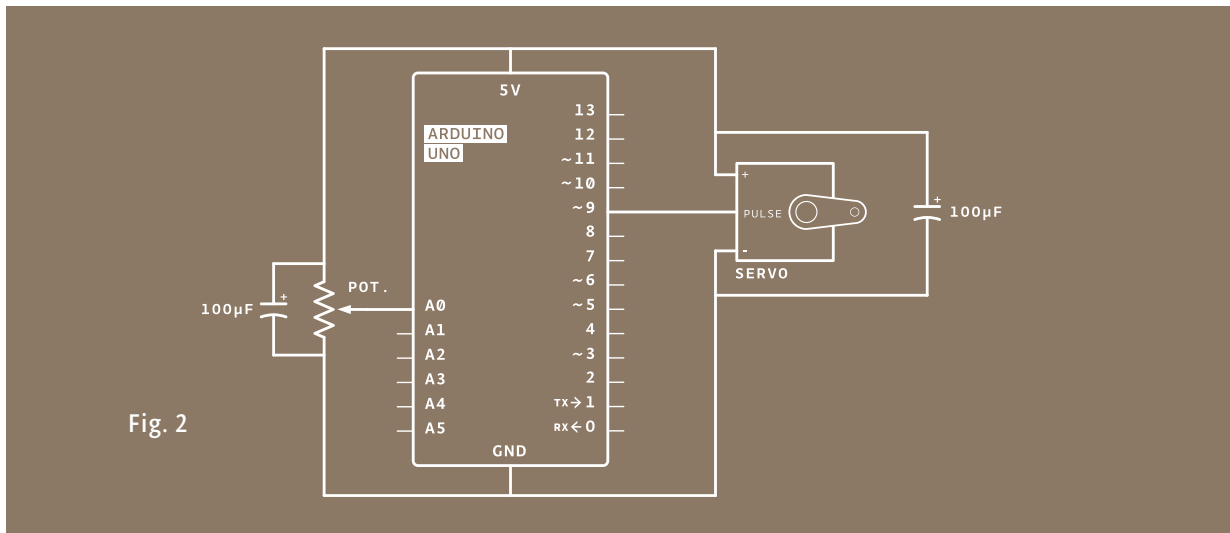 5V
ARDUINO
UNO
13
12
~11
~10
~9
8
7
~6
~5
4
~3
2
TX→1
RX←0
A0
A1
A2
A3
A4
A5
GND
POT.
+
100µF
+
PULSE
-
SERVO
+
100µF
Fig. 2